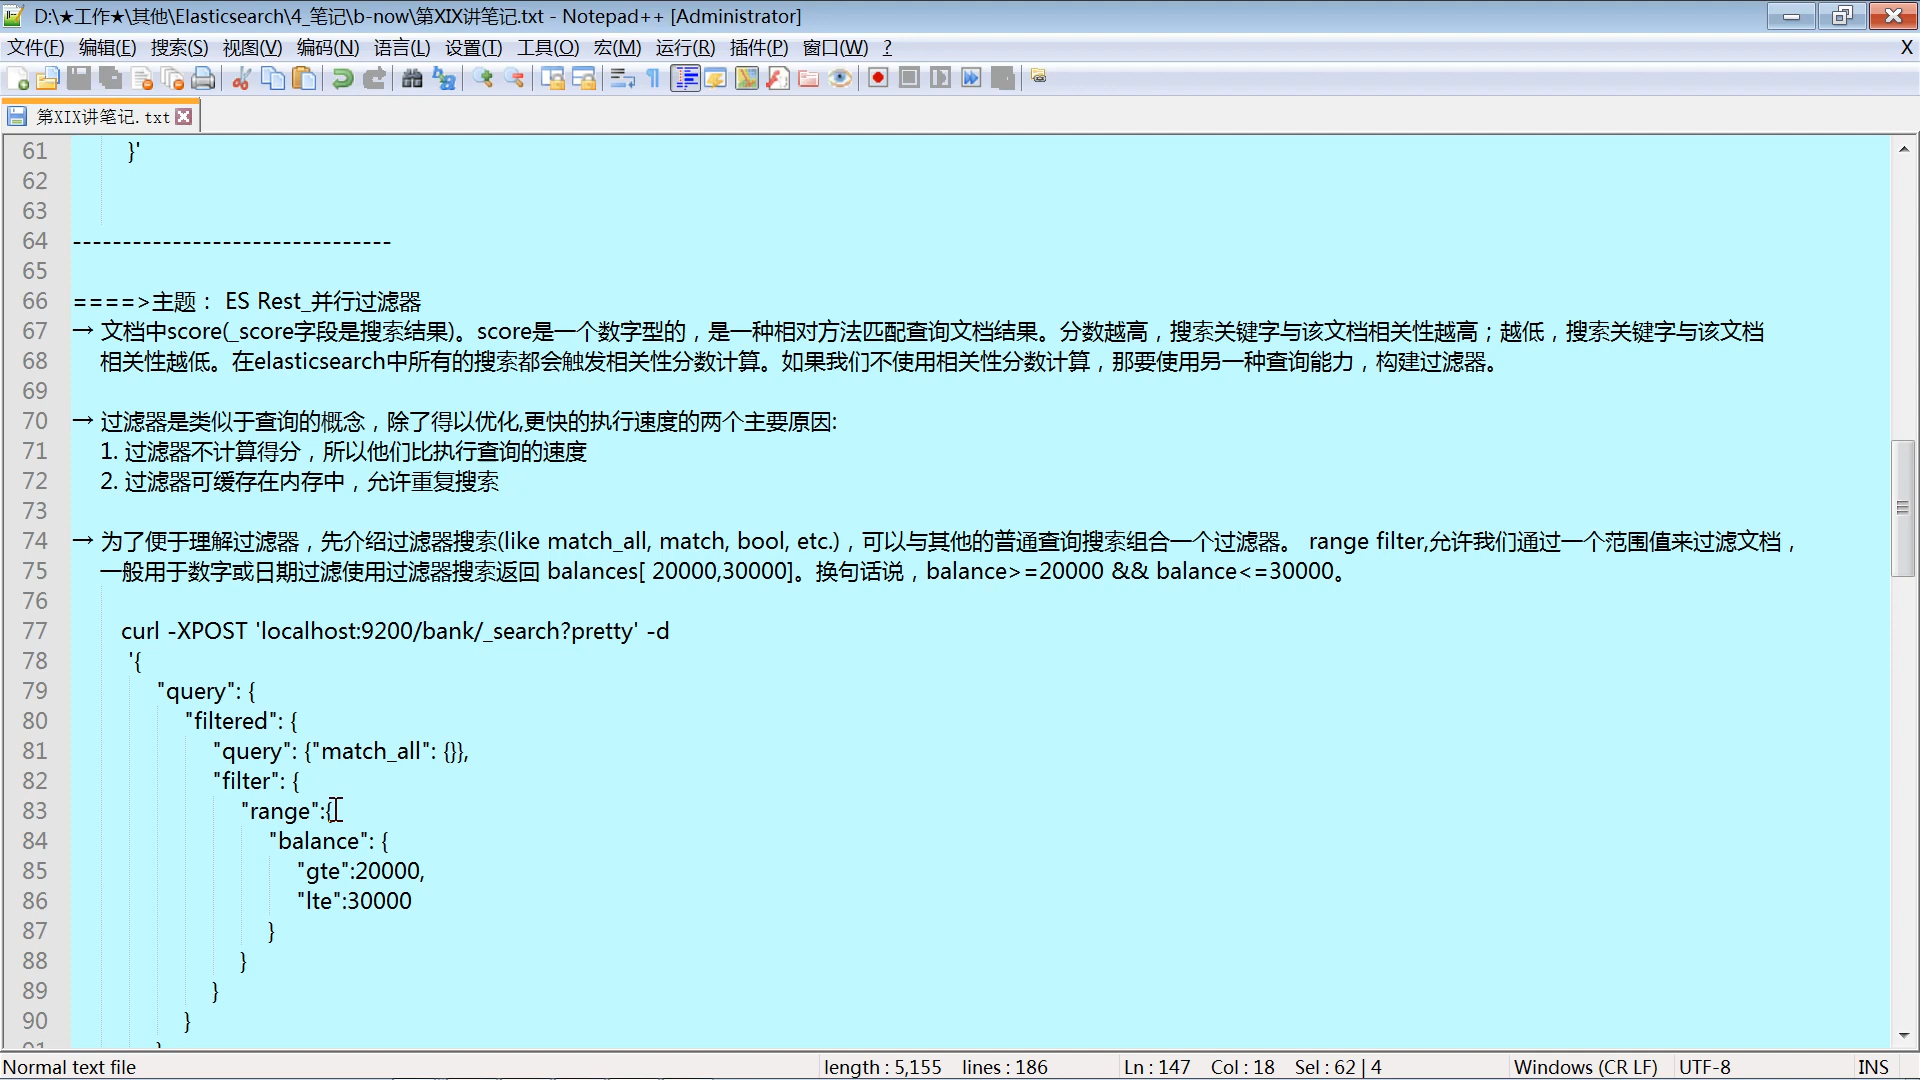 D:\★工作★\其他\Elasticsearch\4_笔记\b-now\第XIX讲笔记.txt - Notepad++ [Administrator]
文件(F) 编辑(E) 搜索(S) 视图(V) 编码(N) 语言(L) 设置(T) 工具(O) 宏(M) 运行(R) 插件(P) 窗口(W) ? X
第XIX讲笔记.txt
61 }'
62
63
64 --------------------------------
65
66 ====>主题： ES Rest_并行过滤器
67 → 文档中score(_score字段是搜索结果)。score是一个数字型的，是一种相对方法匹配查询文档结果。分数越高，搜索关键字与该文档相关性越高；越低，搜索关键字与该文档
68 相关性越低。在elasticsearch中所有的搜索都会触发相关性分数计算。如果我们不使用相关性分数计算，那要使用另一种查询能力，构建过滤器。
69
70 → 过滤器是类似于查询的概念，除了得以优化,更快的执行速度的两个主要原因:
71 1. 过滤器不计算得分，所以他们比执行查询的速度
72 2. 过滤器可缓存在内存中，允许重复搜索
73
74 → 为了便于理解过滤器，先介绍过滤器搜索(like match_all, match, bool, etc.)，可以与其他的普通查询搜索组合一个过滤器。 range filter,允许我们通过一个范围值来过滤文档，
75 一般用于数字或日期过滤使用过滤器搜索返回 balances[ 20000,30000]。换句话说，balance>=20000 && balance<=30000。
76
77 curl -XPOST 'localhost:9200/bank/_search?pretty' -d
78 '{
79 "query": {
80 "filtered": {
81 "query": {"match_all": {}},
82 "filter": {
83 "range":{
84 "balance": {
85 "gte":20000,
86 "lte":30000
87 }
88 }
89 }
90 }
Normal text file length : 5,155 lines : 186 Ln : 147 Col : 18 Sel : 62 | 4 Windows (CR LF) UTF-8 INS